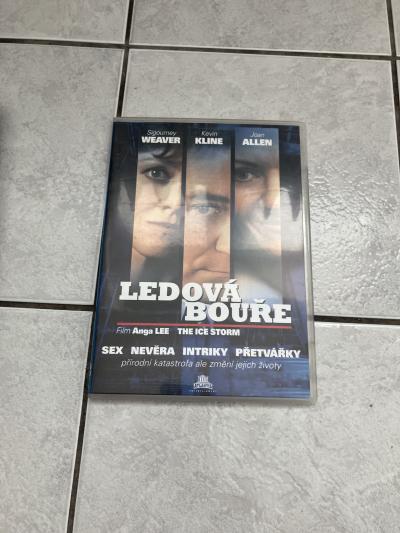 Sigourney WEAVER
Kevin KLINE
Joan ALLEN
LEDOVÁ
BOUŘE
Film Anga LEE THE ICE STORM
SEX NEVĚRA INTRIKY PŘETVÁŘKY
přírodní katastrofa ale změní jejich životy